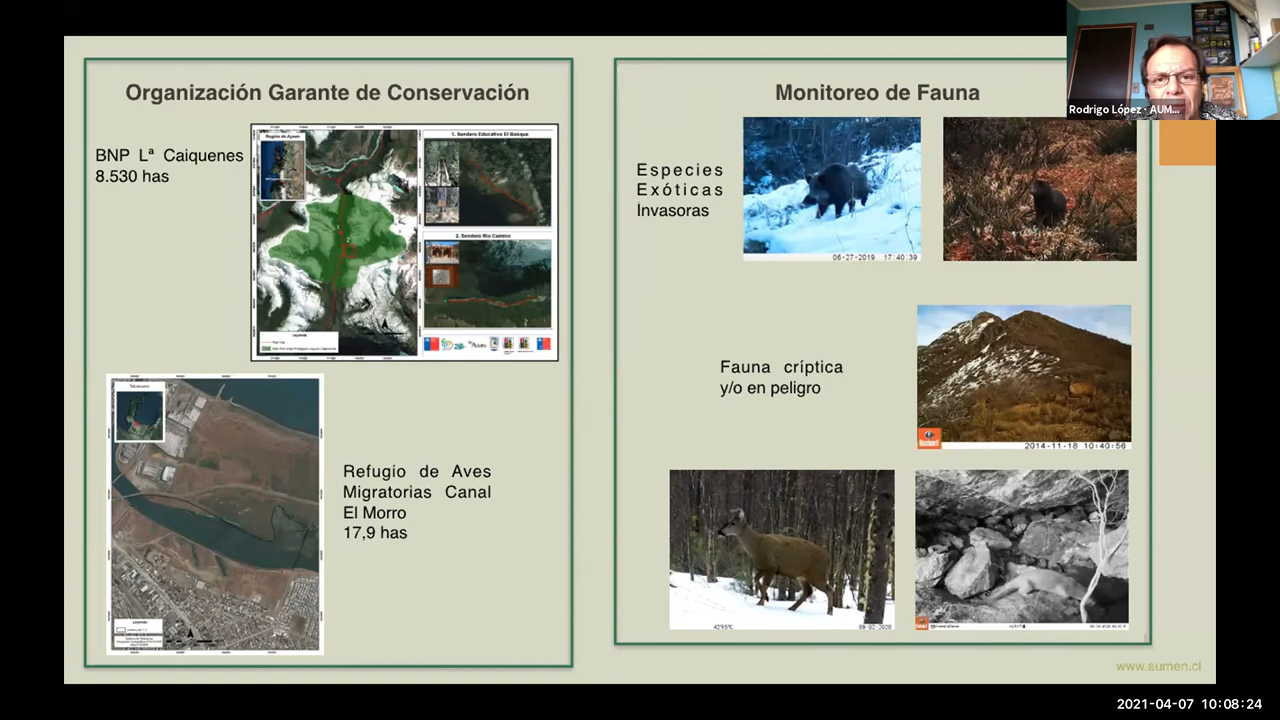 Organización Garante de Conservación
BNP Lª Caiquenes
8.530 has
Región de Aysén
1. Sendero Educativo El Bosque
2. Sendero Río Camino
Refugio de Aves
Migratorias Canal
El Morro
17,9 has
Monitoreo de Fauna
Especies
Exóticas
Invasoras
06-27-2019 17:40:39
Fauna críptica
y/o en peligro
2014-11-18 10:40:56
09-02-2020
www.aumen.cl
Rodrigo López - AUM...
2021-04-07 10:08:24